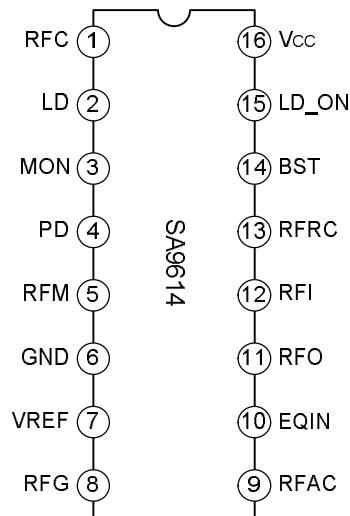 RFC 1 16 Vcc
LD 2 15 LD_ON
MON 3 14 BST
PD 4 13 RFRC
RFM 5 12 RFI
GND 6 11 RFO
VREF 7 10 EQIN
RFG 8 9 RFAC
SA9614